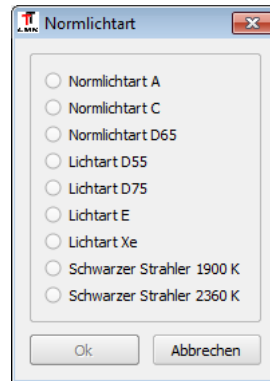 LMK Normlichtart
Normlichtart A
Normlichtart C
Normlichtart D65
Lichtart D55
Lichtart D75
Lichtart E
Lichtart Xe
Schwarzer Strahler 1900 K
Schwarzer Strahler 2360 K
Ok Abbrechen